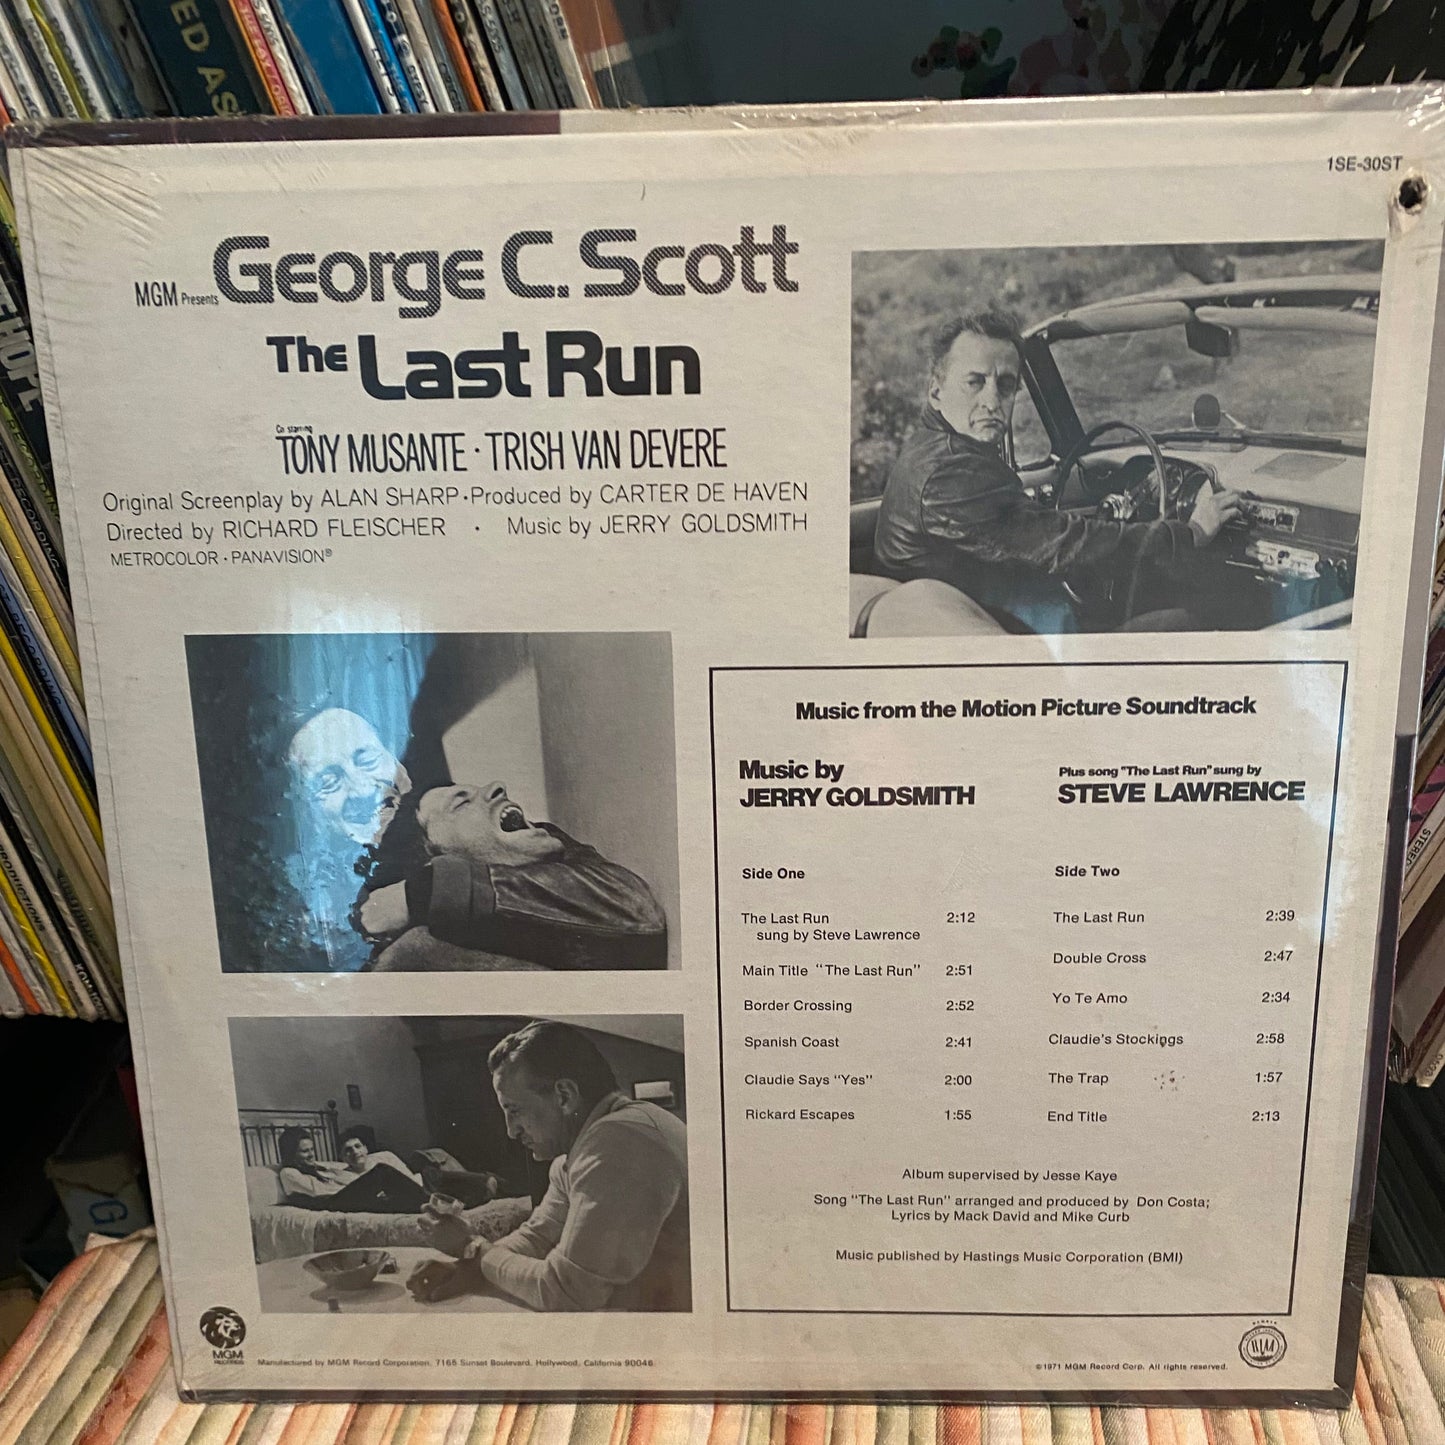 1SE-30ST
MGM Presents GEORGE C. SCOTT
THE LAST RUN
Co starring
TONY MUSANTE · TRISH VAN DEVERE
Original Screenplay by ALAN SHARP · Produced by CARTER DE HAVEN
Directed by RICHARD FLEISCHER · Music by JERRY GOLDSMITH
METROCOLOR · PANAVISION®
Music from the Motion Picture Soundtrack
Music by
JERRY GOLDSMITH
Plus song "The Last Run" sung by
STEVE LAWRENCE
Side One
The Last Run 2:12
sung by Steve Lawrence
Main Title "The Last Run" 2:51
Border Crossing 2:52
Spanish Coast 2:41
Claudie Says "Yes" 2:00
Rickard Escapes 1:55
Side Two
The Last Run 2:39
Double Cross 2:47
Yo Te Amo 2:34
Claudie's Stockings 2:58
The Trap 1:57
End Title 2:13
Album supervised by Jesse Kaye
Song "The Last Run" arranged and produced by Don Costa;
Lyrics by Mack David and Mike Curb
Music published by Hastings Music Corporation (BMI)
MGM
RECORDS
Manufactured by MGM Record Corporation, 7165 Sunset Boulevard, Hollywood, California 90046
©1971 MGM Record Corp. All rights reserved.
ED AS
HOPE
STEREO
PRODUCTIONS